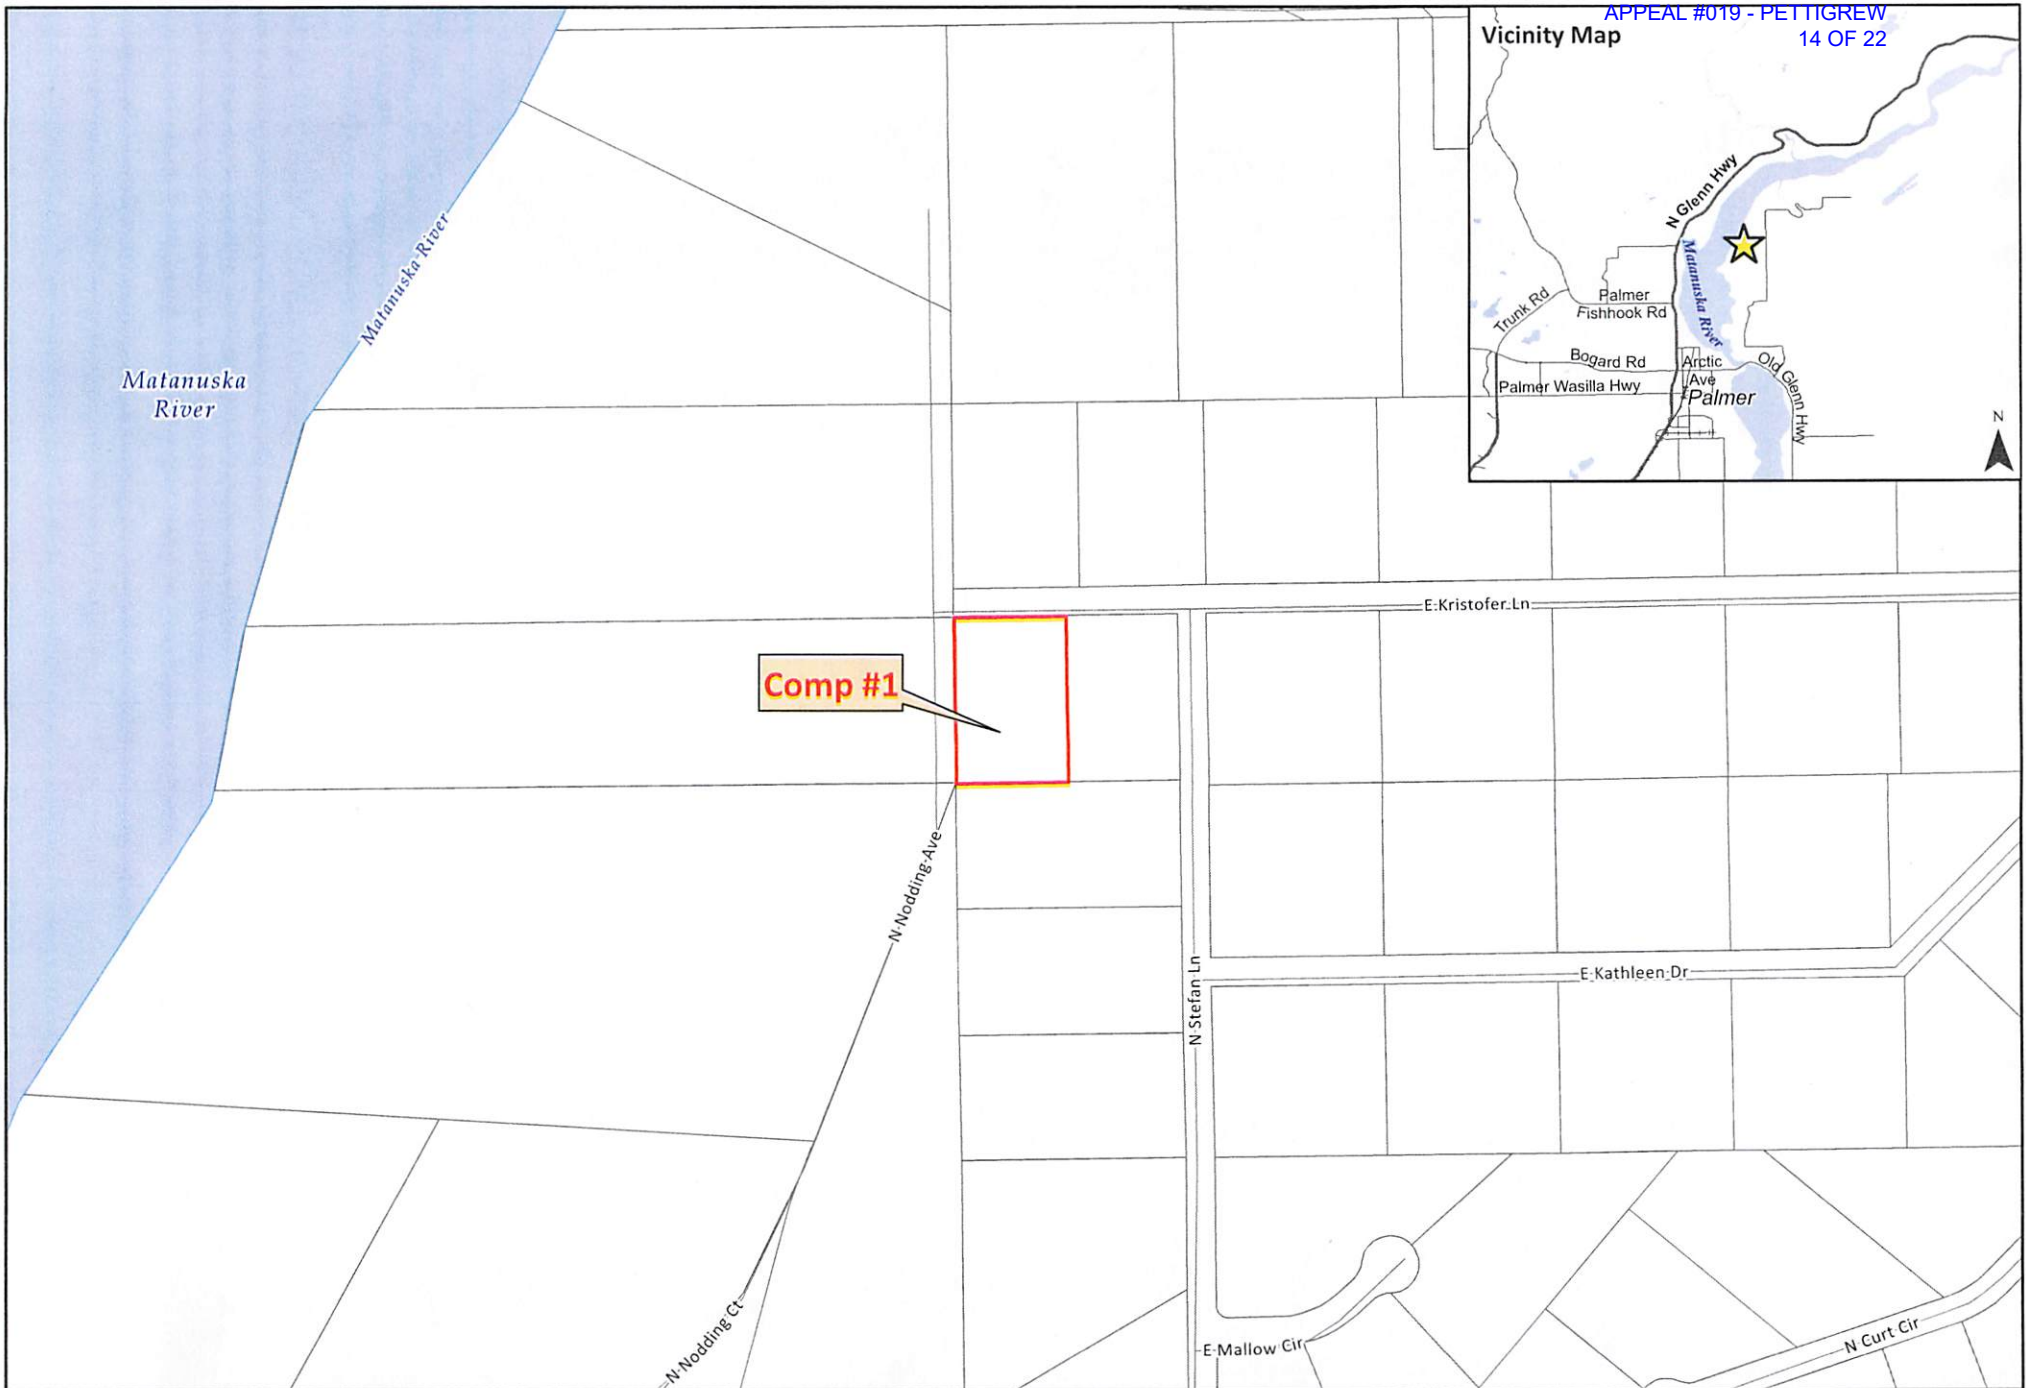 APPEAL #019 - PETTIGREW
14 OF 22
Vicinity Map
N Glenn Hwy
Matanuska River
Trunk Rd
Palmer
Fishhook Rd
Bogard Rd
Arctic
Ave
Old Glenn Hwy
Palmer Wasilla Hwy
Palmer
N
Matanuska River
Matanuska
River
E Kristofer Ln
Comp #1
N Nodding Ave
N Stefan Ln
E Kathleen Dr
N Nodding Ct
E Mallow Cir
N Curt Cir